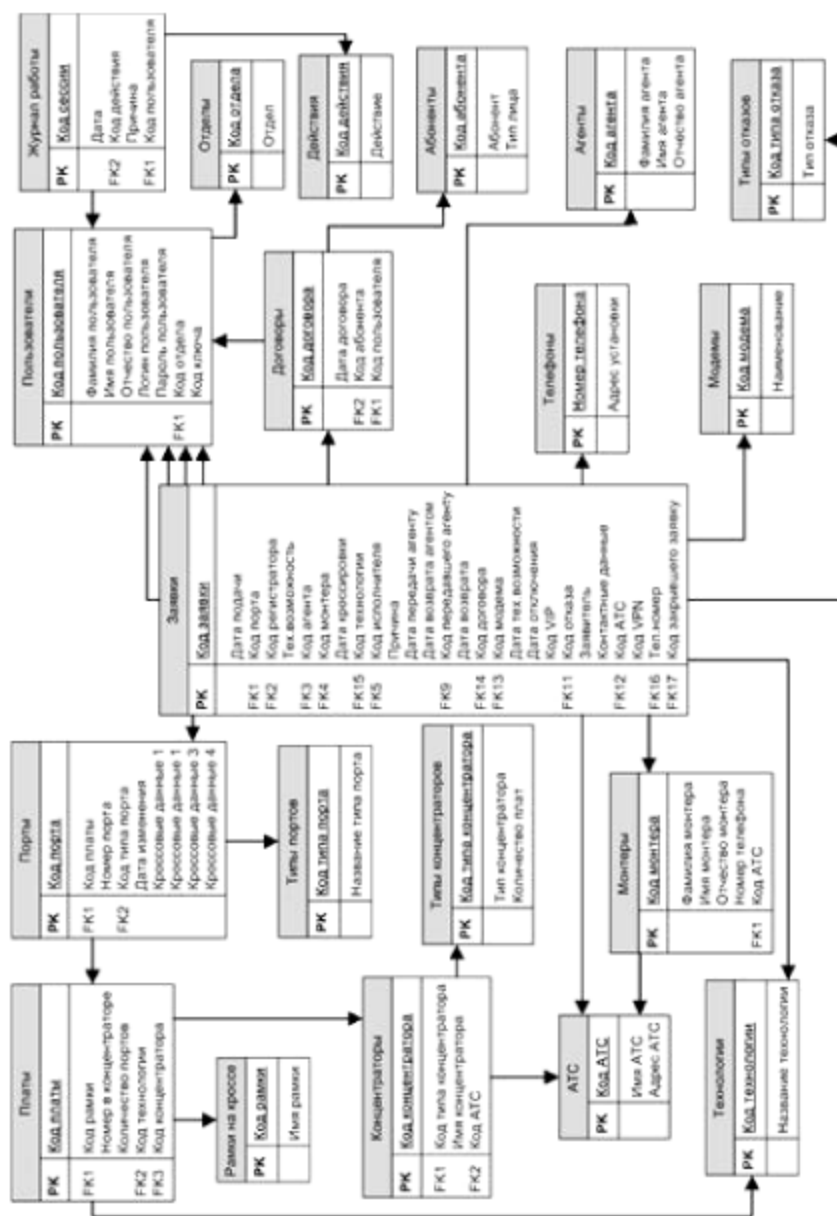 Платы
PK Код платы
FK1 Код рамки
Номер в концентраторе
Количество портов
FK2 Код технологии
FK3 Код концентратора
Порты
PK Код порта
FK1 Код платы
Номер порта
FK2 Код типа порта
Дата изменения
Кроссовые данные 1
Кроссовые данные 1
Кроссовые данные 3
Кроссовые данные 4
Пользователи
PK Код пользователя
Фамилия пользователя
Имя пользователя
Отчество пользователя
Логин пользователя
Пароль пользователя
FK1 Код отдела
Код ключа
Журнал работы
PK Код сессии
Дата
FK2 Код действия
Причина
FK1 Код пользователя
Отделы
PK Код отдела
Отдел
Рамки на кроссе
PK Код рамки
Имя рамки
Типы портов
PK Код типа порта
Название типа порта
Заявки
PK Код заявки
Дата подачи
FK1 Код порта
FK2 Код регистратора
Тех.возможность
FK3 Код агента
FK4 Код монтера
Дата кроссировки
FK15 Код технологии
FK5 Код исполнителя
Причина
Дата передачи агенту
Дата возврата агентом
FK9 Код передавшего агенту
Дата возврата
FK14 Код договора
FK13 Код модема
Дата тех.возможности
Дата отключения
Код VIP
FK11 Код отказа
Заявитель
Контактные данные
FK12 Код АТС
Код VPN
FK16 Тел.номер
FK17 Код закрывшего заявку
Договоры
PK Код договора
Дата договора
FK2 Код абонента
FK1 Код пользователя
Действия
PK Код действия
Действие
Концентраторы
PK Код концентратора
FK1 Код типа концентратора
Имя концентратора
FK2 Код АТС
Типы концентраторов
PK Код типа концентратора
Тип концентратора
Количество плат
Абоненты
PK Код абонента
Абонент
Тип лица
АТС
PK Код АТС
Имя АТС
Адрес АТС
Монтеры
PK Код монтера
Фамилия монтера
Имя монтера
Отчество монтера
Номер телефона
FK1 Код АТС
Телефоны
PK Номер телефона
Адрес установки
Агенты
PK Код агента
Фамилия агента
Имя агента
Отчество агента
Технологии
PK Код технологии
Название технологии
Модемы
PK Код модема
Наименование
Типы отказов
PK Код типа отказа
Тип отказа